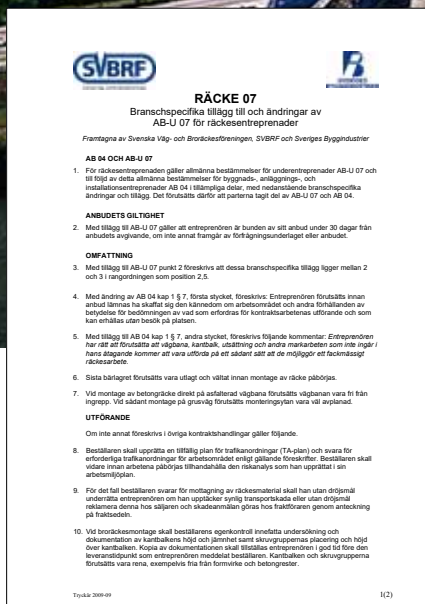 SVBRF
RÄCKE 07
Branschspecifika tillägg till och ändringar av
AB-U 07 för räckesentreprenader
Framtagna av Svenska Väg- och Broräckesföreningen, SVBRF och Sveriges Byggindustrier
AB 04 OCH AB-U 07
1. För räckesentreprenaden gäller allmänna bestämmelser för underentreprenader AB-U 07 och
till följd av detta allmänna bestämmelser för byggnads-, anläggnings-, och
installationsentreprenader AB 04 i tillämpliga delar, med nedanstående branschspecifika
ändringar och tillägg. Det förutsätts därför att parterna tagit del av AB-U 07 och AB 04.
ANBUDETS GILTIGHET
2. Med tillägg till AB-U 07 gäller att entreprenören är bunden av sitt anbud under 30 dagar från
anbudets avgivande, om inte annat framgår av förfrågningsunderlaget eller anbudet.
OMFATTNING
3. Med tillägg till AB-U 07 punkt 2 föreskrivs att dessa branschspecifika tillägg ligger mellan 2
och 3 i rangordningen som position 2,5.
4. Med ändring av AB 04 kap 1 § 7, första stycket, föreskrivs: Entreprenören förutsätts innan
anbud lämnas ha skaffat sig den kännedom om arbetsområdet och andra förhållanden av
betydelse för bedömningen av vad som erfordras för kontraktsarbetenas utförande och som
kan erhållas utan besök på platsen.
5. Med tillägg till AB 04 kap 1 § 7, andra stycket, föreskrivs följande kommentar: Entreprenören
har rätt att förutsätta att vägbana, kantbalk, utsättning och andra markarbeten som inte ingår i
hans åtagande kommer att vara utförda på ett sådant sätt att de möjliggör ett fackmässigt
räckesarbete.
6. Sista bärlagret förutsätts vara utlagt och vältat innan montage av räcke påbörjas.
7. Vid montage av betongräcke direkt på asfalterad vägbana förutsätts vägbanan vara fri från
ingrepp. Vid sådant montage på grusväg förutsätts monteringsytan vara väl avplanad.
UTFÖRANDE
Om inte annat föreskrivs i övriga kontraktshandlingar gäller följande.
8. Beställaren skall upprätta en tillfällig plan för trafikanordningar (TA-plan) och svara för
erforderliga trafikanordningar för arbetsområdet enligt gällande föreskrifter. Beställaren skall
vidare innan arbetena påbörjas tillhandahålla den riskanalys som han upprättat i sin
arbetsmiljöplan.
9. För det fall beställaren svarar för mottagning av räckesmaterial skall han utan dröjsmål
underrätta entreprenören om han upptäcker synlig transportskada eller utan dröjsmål
reklamera denna hos säljaren och skadeanmälan göras hos fraktföraren genom anteckning
på fraktsedeln.
10. Vid broräckesmontage skall beställarens egenkontroll innefatta undersökning och
dokumentation av kantbalkens höjd och jämnhet samt skruvgruppernas placering och höjd
över kantbalken. Kopia av dokumentationen skall tillställas entreprenören i god tid före den
leveranstidpunkt som entreprenören meddelat beställaren. Kantbalken och skruvgrupperna
förutsätts vara rena, exempelvis fria från formvirke och betongrester.
Tryckår 2009-09
1(2)